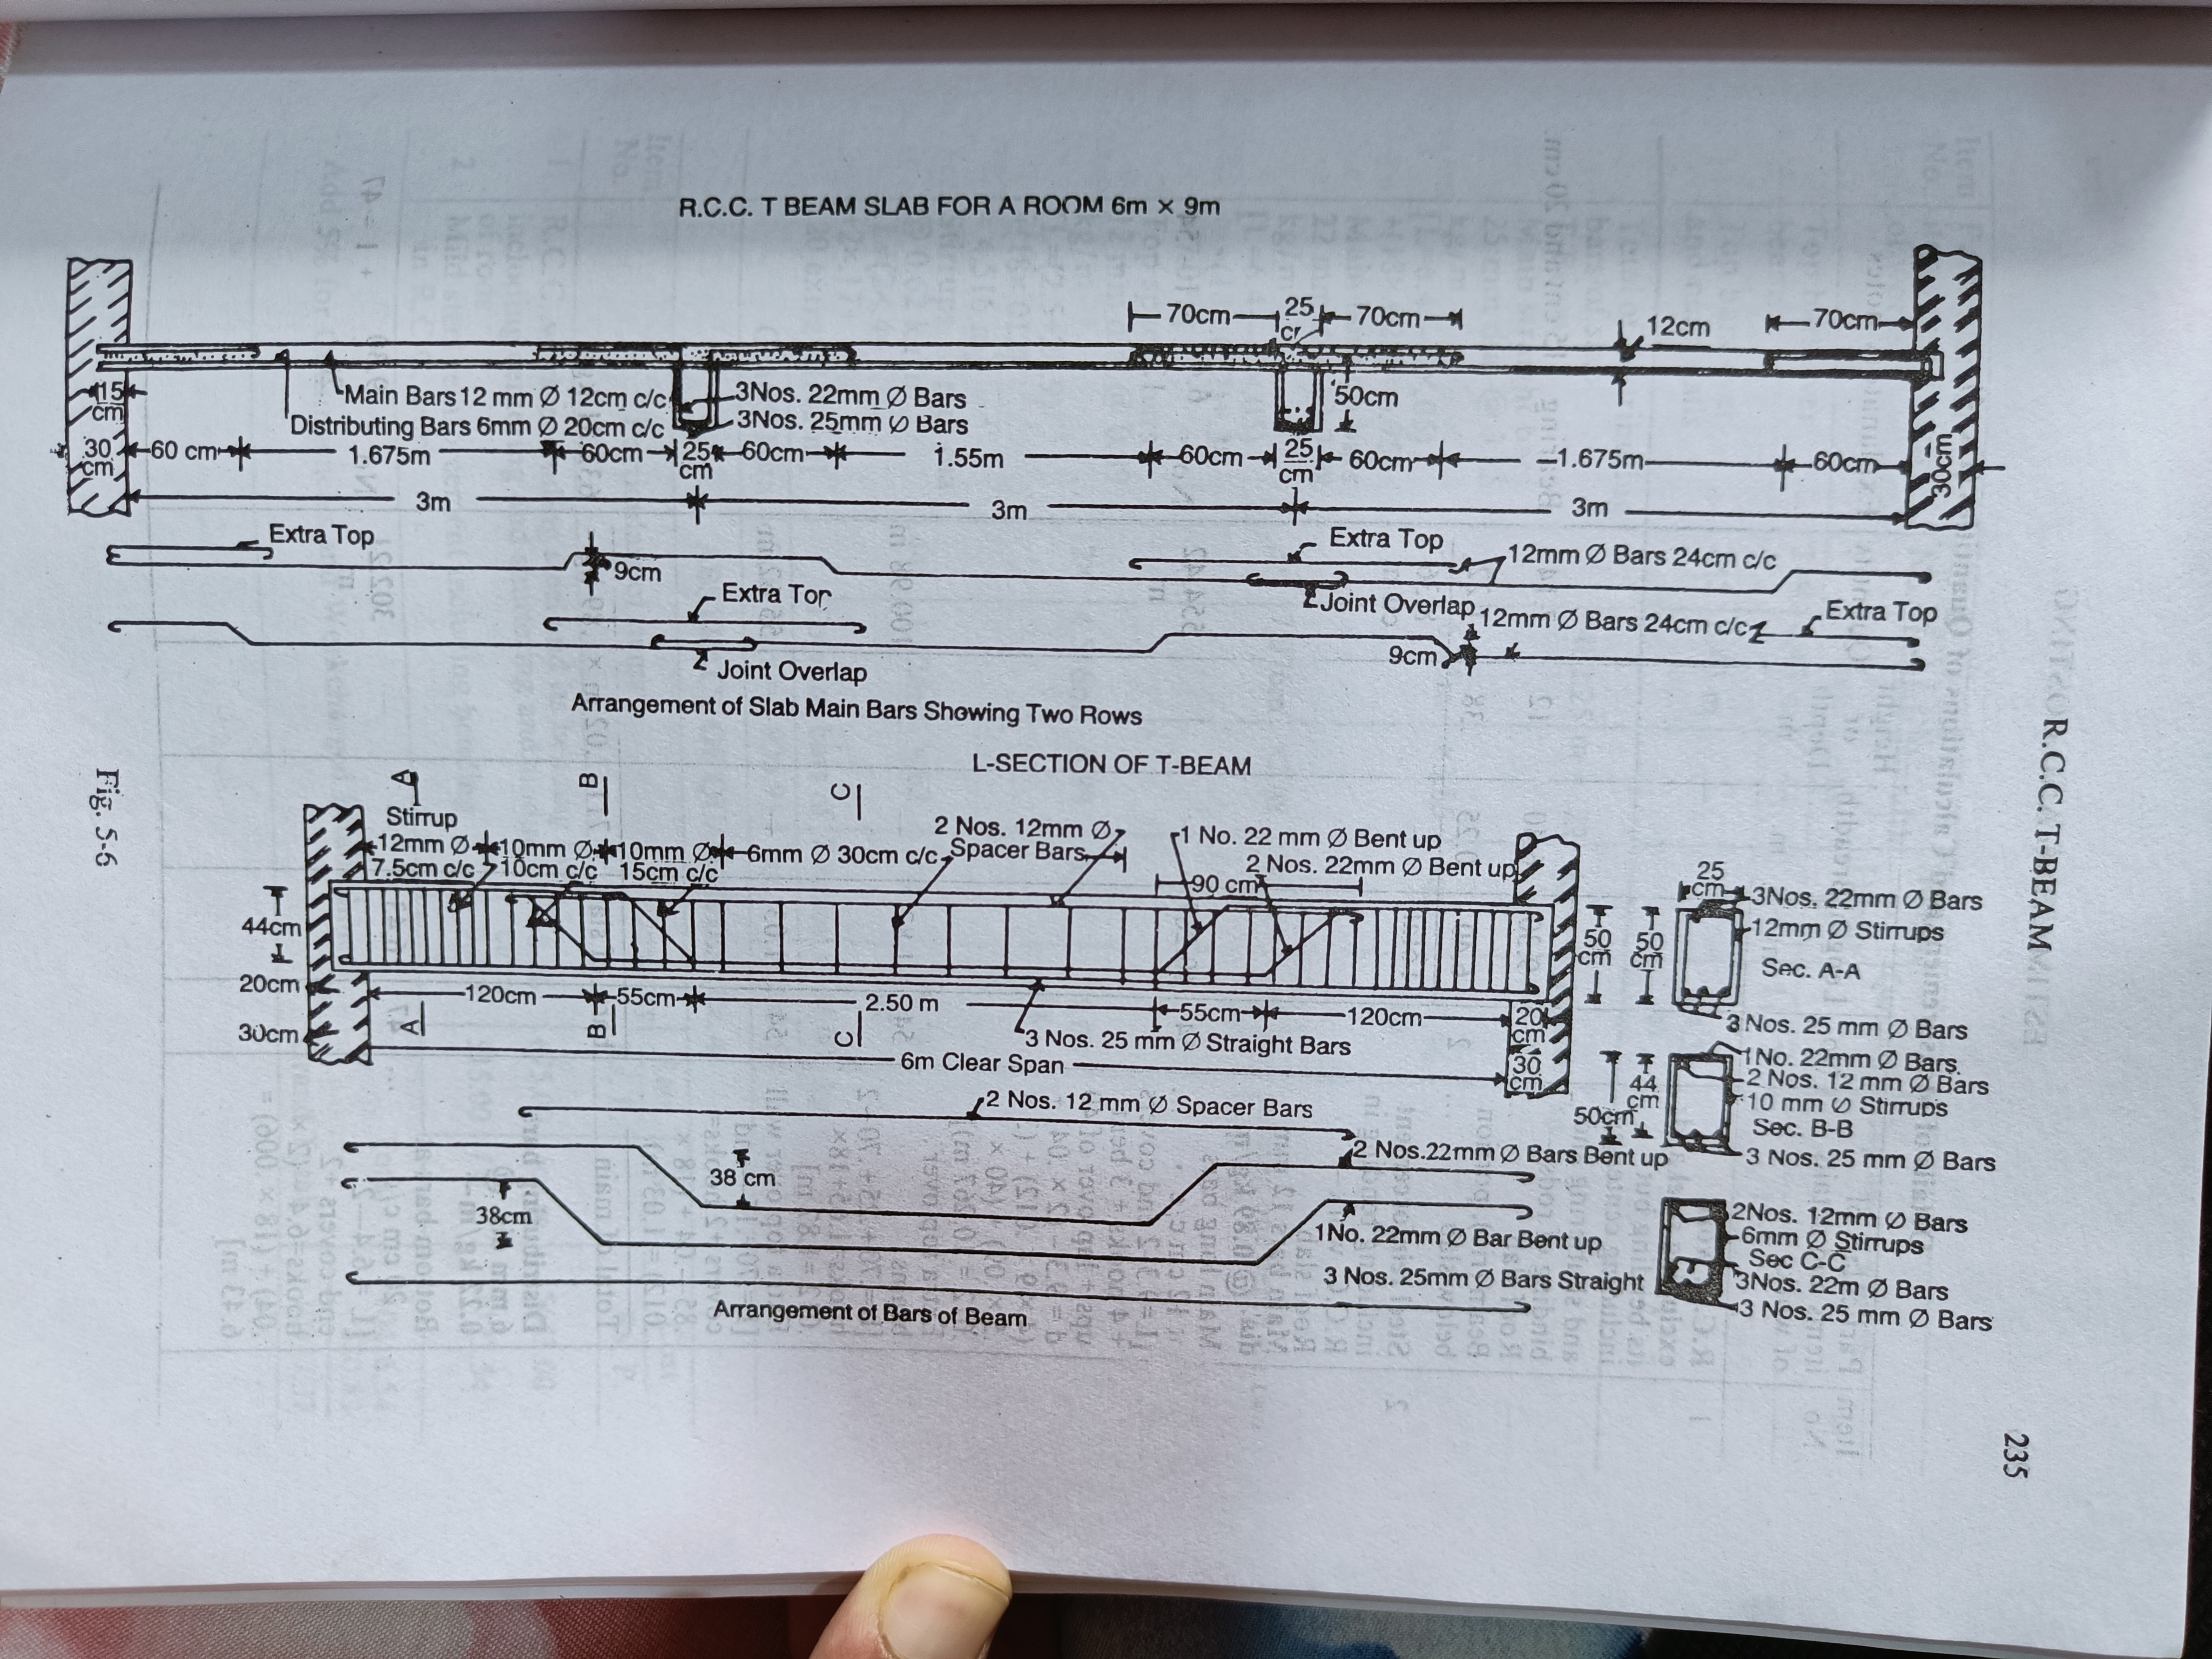 R.C.C. T BEAM SLAB FOR A ROOM 6m × 9m
70cm
25
cr
70cm
12cm
70cm
15
cm
Main Bars 12 mm Ø 12cm c/c
3Nos. 22mm Ø Bars
50cm
Distributing Bars 6mm Ø 20cm c/c
3Nos. 25mm Ø Bars
30
cm
60 cm
1.675m
60cm
25
cm
60cm
1.55m
60cm
25
cm
60cm
1.675m
60cm
30cm
3m
3m
3m
Extra Top
9cm
Extra Top
12mm Ø Bars 24cm c/c
Extra Top
Joint Overlap
12mm Ø Bars 24cm c/c
Extra Top
Joint Overlap
9cm
Arrangement of Slab Main Bars Showing Two Rows
L-SECTION OF T-BEAM
A
B
C
Stirrup
12mm Ø
10mm Ø
10mm Ø
6mm Ø 30cm c/c
7.5cm c/c
10cm c/c
15cm c/c
2 Nos. 12mm Ø
Spacer Bars
1 No. 22 mm Ø Bent up
2 Nos. 22mm Ø Bent up
90 cm
44cm
20cm
30cm
120cm
55cm
2.50 m
55cm
120cm
20
cm
30
cm
A
B
C
3 Nos. 25 mm Ø Straight Bars
6m Clear Span
50
cm
50
cm
25
cm
3Nos. 22mm Ø Bars
12mm Ø Stirrups
Sec. A-A
3 Nos. 25 mm Ø Bars
1No. 22mm Ø Bars
2 Nos. 12 mm Ø Bars
10 mm Ø Stirrups
Sec. B-B
3 Nos. 25 mm Ø Bars
44
cm
50cm
2Nos. 12mm Ø Bars
6mm Ø Stirrups
Sec C-C
3Nos. 22m Ø Bars
3 Nos. 25 mm Ø Bars
2 Nos. 12 mm Ø Spacer Bars
2 Nos.22mm Ø Bars Bent up
38 cm
38cm
1No. 22mm Ø Bar Bent up
3 Nos. 25mm Ø Bars Straight
Arrangement of Bars of Beam
Fig. 5-6
R.C.C. T-BEAM
235